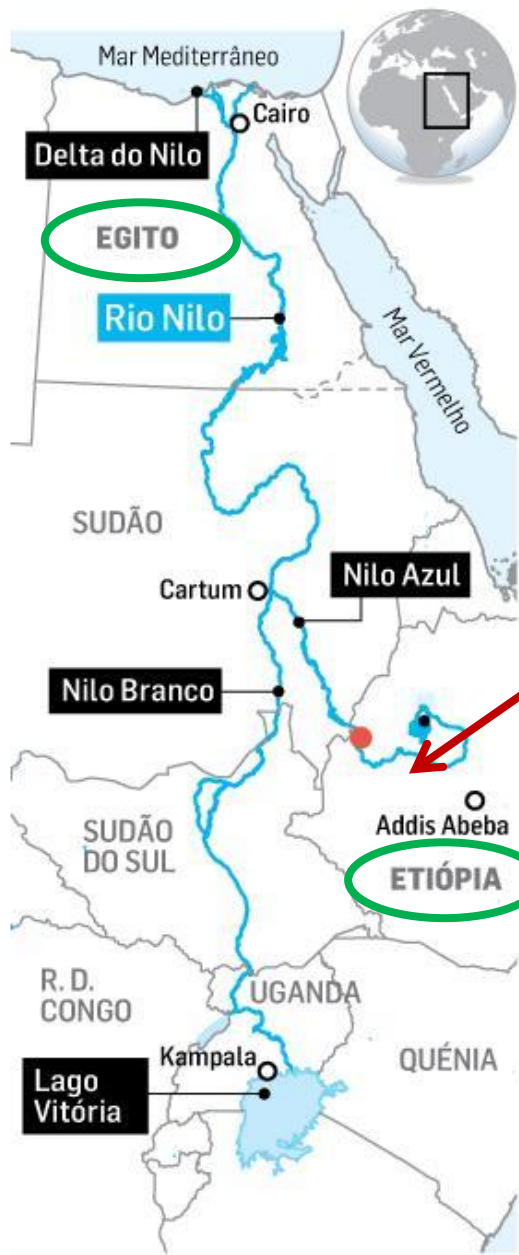 Mar Mediterrâneo
Cairo
Delta do Nilo
EGITO
Rio Nilo
Mar Vermelho
SUDÃO
Nilo Azul
Cartum
Nilo Branco
Addis Abeba
SUDÃO
DO SUL
ETIÓPIA
R. D.
CONGO
UGANDA
Kampala
QUÉNIA
Lago
Vitória